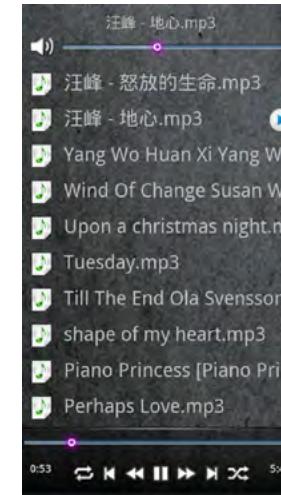 汪峰 - 地心.mp3
汪峰 - 怒放的生命.mp3
汪峰 - 地心.mp3
Yang Wo Huan Xi Yang W
Wind Of Change Susan W
Upon a christmas night.m
Tuesday.mp3
Till The End Ola Svensson
shape of my heart.mp3
Piano Princess [Piano Pri
Perhaps Love.mp3
0:53 5:4